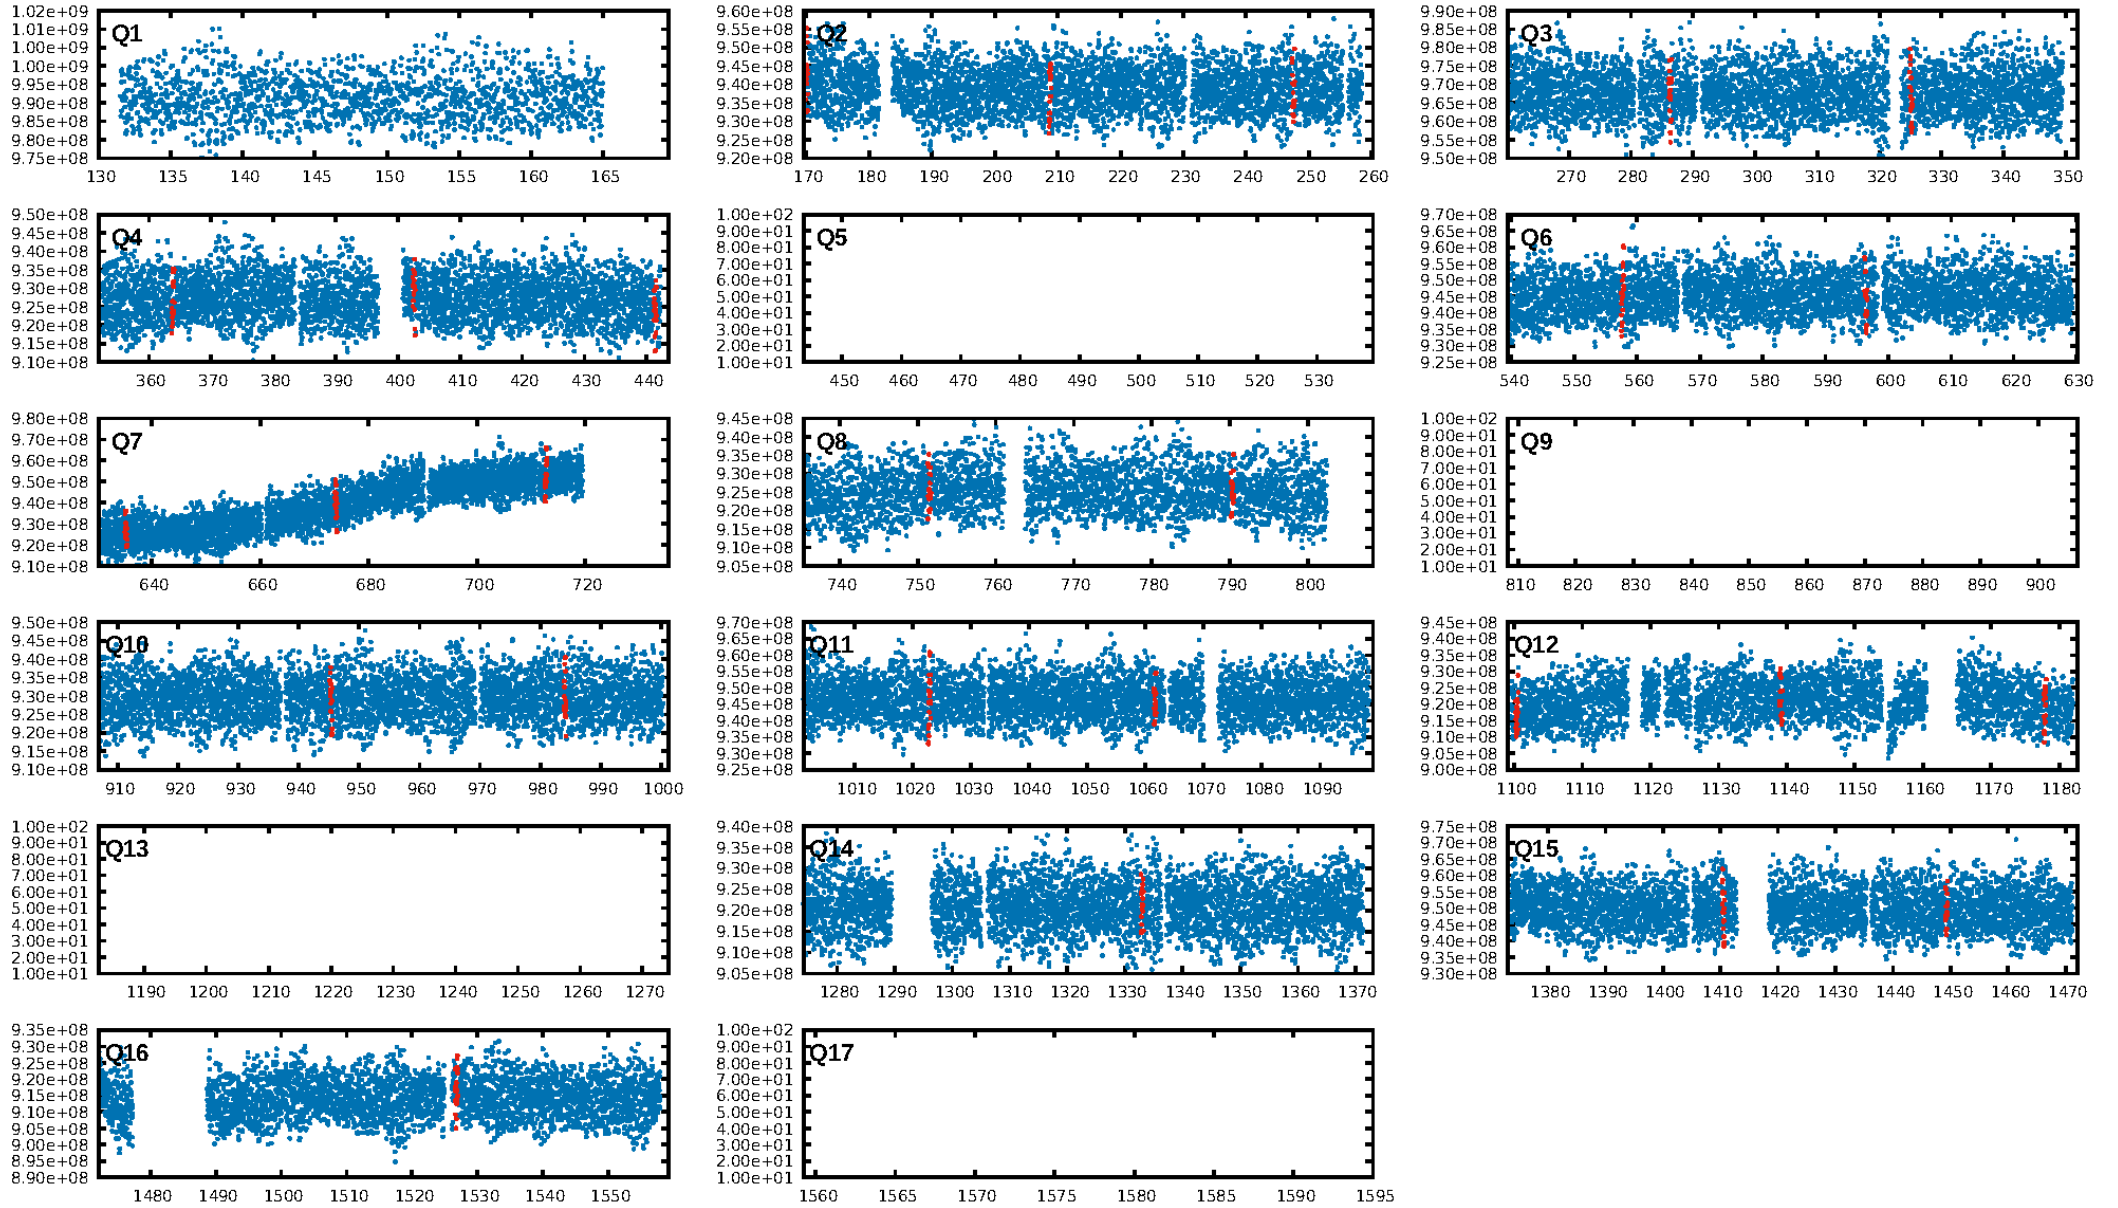 1.02e+09
1.01e+09
1.00e+09
9.95e+08
9.90e+08
9.85e+08
9.80e+08
9.75e+08
Q1
130 135 140 145 150 155 160 165
9.60e+08
9.55e+08
9.50e+08
9.45e+08
9.40e+08
9.35e+08
9.30e+08
9.25e+08
9.20e+08
Q2
170 180 190 200 210 220 230 240 250 260
9.90e+08
9.85e+08
9.80e+08
9.75e+08
9.70e+08
9.65e+08
9.60e+08
9.55e+08
9.50e+08
Q3
270 280 290 300 310 320 330 340 350
9.50e+08
9.45e+08
9.40e+08
9.35e+08
9.30e+08
9.25e+08
9.20e+08
9.15e+08
9.10e+08
Q4
360 370 380 390 400 410 420 430 440
1.00e+02
9.00e+01
8.00e+01
7.00e+01
6.00e+01
5.00e+01
4.00e+01
3.00e+01
2.00e+01
1.00e+01
Q5
450 460 470 480 490 500 510 520 530
9.70e+08
9.65e+08
9.60e+08
9.55e+08
9.50e+08
9.45e+08
9.40e+08
9.35e+08
9.30e+08
9.25e+08
Q6
540 550 560 570 580 590 600 610 620 630
9.80e+08
9.70e+08
9.60e+08
9.50e+08
9.40e+08
9.30e+08
9.20e+08
9.10e+08
Q7
640 660 680 700 720
9.45e+08
9.40e+08
9.35e+08
9.30e+08
9.25e+08
9.20e+08
9.15e+08
9.10e+08
9.05e+08
Q8
740 750 760 770 780 790 800
1.00e+02
9.00e+01
8.00e+01
7.00e+01
6.00e+01
5.00e+01
4.00e+01
3.00e+01
2.00e+01
1.00e+01
Q9
810 820 830 840 850 860 870 880 890 900
9.50e+08
9.45e+08
9.40e+08
9.35e+08
9.30e+08
9.25e+08
9.20e+08
9.15e+08
9.10e+08
Q10
910 920 930 940 950 960 970 980 990 1000
9.70e+08
9.65e+08
9.60e+08
9.55e+08
9.50e+08
9.45e+08
9.40e+08
9.35e+08
9.30e+08
9.25e+08
Q11
1010 1020 1030 1040 1050 1060 1070 1080 1090
9.45e+08
9.40e+08
9.35e+08
9.30e+08
9.25e+08
9.20e+08
9.15e+08
9.10e+08
9.05e+08
9.00e+08
Q12
1100 1110 1120 1130 1140 1150 1160 1170 1180
1.00e+02
9.00e+01
8.00e+01
7.00e+01
6.00e+01
5.00e+01
4.00e+01
3.00e+01
2.00e+01
1.00e+01
Q13
1190 1200 1210 1220 1230 1240 1250 1260 1270
9.40e+08
9.35e+08
9.30e+08
9.25e+08
9.20e+08
9.15e+08
9.10e+08
9.05e+08
Q14
1280 1290 1300 1310 1320 1330 1340 1350 1360 1370
9.75e+08
9.70e+08
9.65e+08
9.60e+08
9.55e+08
9.50e+08
9.45e+08
9.40e+08
9.35e+08
9.30e+08
Q15
1380 1390 1400 1410 1420 1430 1440 1450 1460 1470
9.35e+08
9.30e+08
9.25e+08
9.20e+08
9.15e+08
9.10e+08
9.05e+08
9.00e+08
8.95e+08
8.90e+08
Q16
1480 1490 1500 1510 1520 1530 1540 1550
1.00e+02
9.00e+01
8.00e+01
7.00e+01
6.00e+01
5.00e+01
4.00e+01
3.00e+01
2.00e+01
1.00e+01
Q17
1560 1565 1570 1575 1580 1585 1590 1595